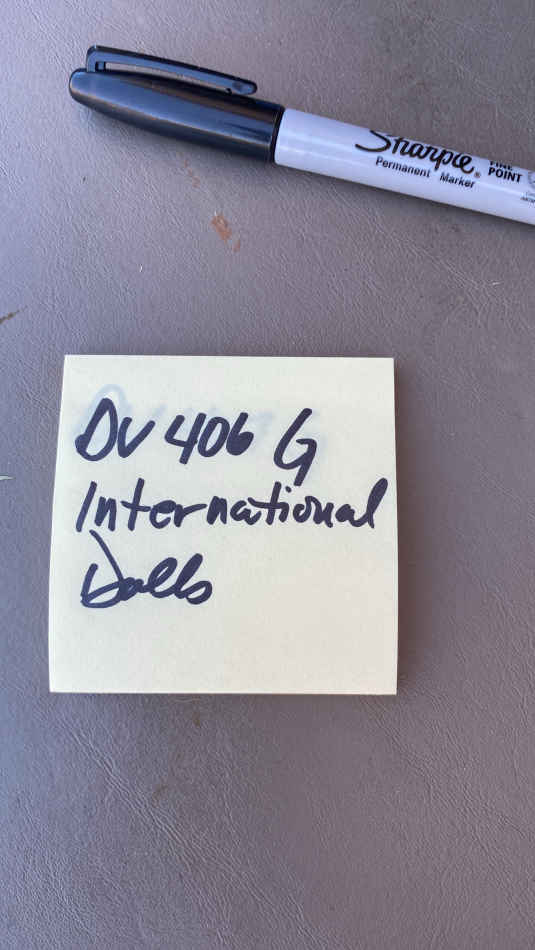 Sharpie®
Permanent Marker
FINE
POINT
DV 406 G
International
Dolls